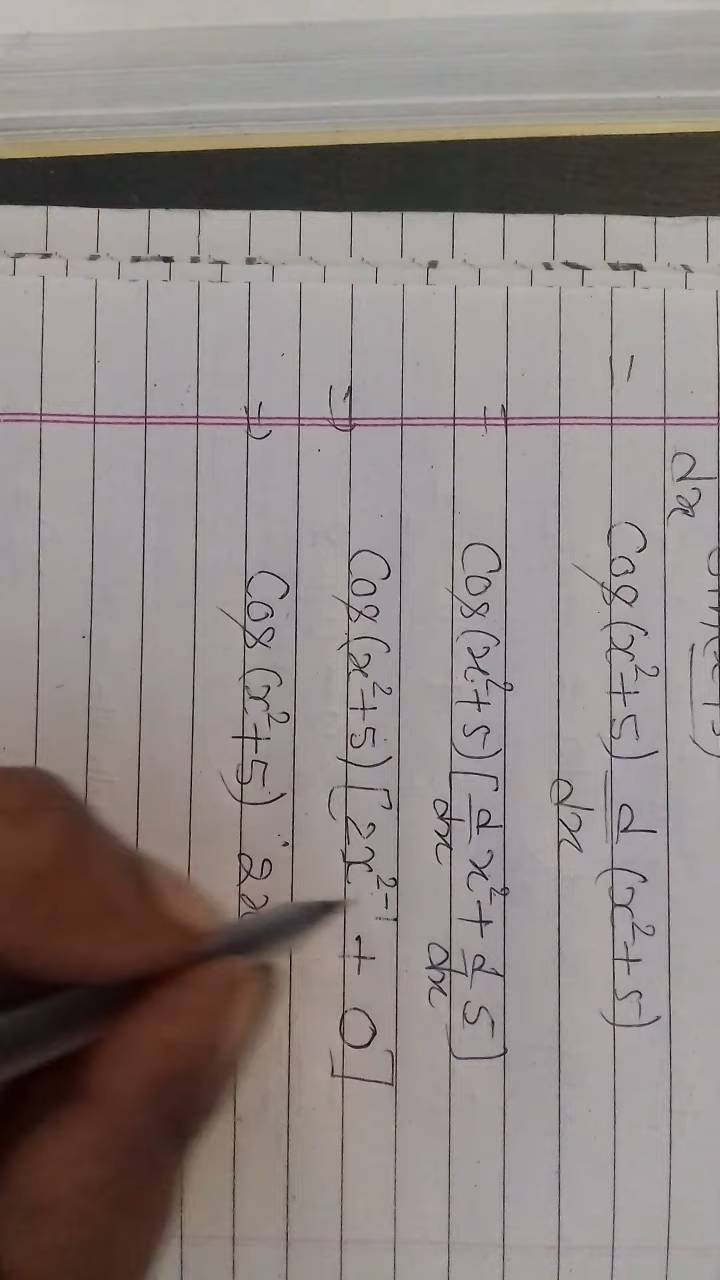 dx
= Cos(x²+5) d/dx (x²+5)
= Cos(x²+5) [d/dx x² + d/dx 5]
⇒ Cos(x²+5) [2x²⁻¹ + 0]
⇒ Cos(x²+5) · 2x